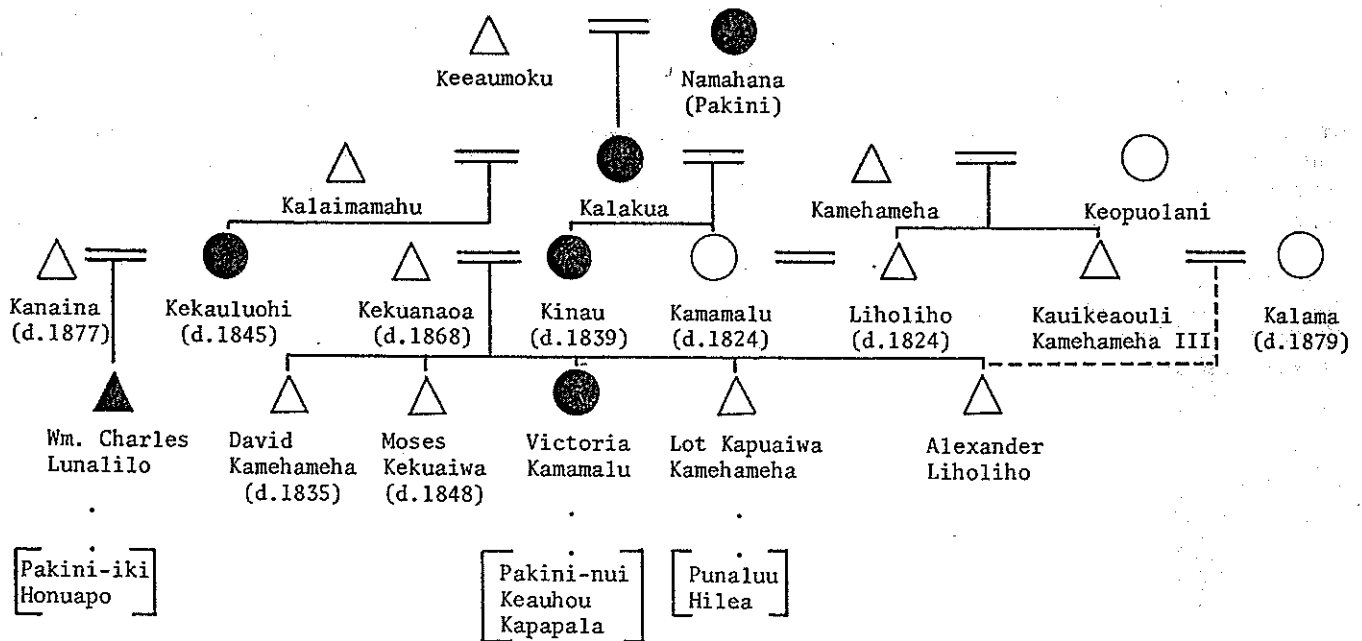 Keeaumoku
Namahana
(Pakini)
Kalaimamahu
Kalakua
Kamehameha
Keopuolani
Kanaina
(d.1877)
Kekauluohi
(d.1845)
Kekuanaoa
(d.1868)
Kinau
(d.1839)
Kamamalu
(d.1824)
Liholiho
(d.1824)
Kauikeaouli
Kamehameha III
Kalama
(d.1879)
Wm. Charles
Lunalilo
David
Kamehameha
(d.1835)
Moses
Kekuaiwa
(d.1848)
Victoria
Kamamalu
Lot Kapuaiwa
Kamehameha
Alexander
Liholiho
Pakini-iki
Honuapo
Pakini-nui
Keauhou
Kapapala
Punaluu
Hilea